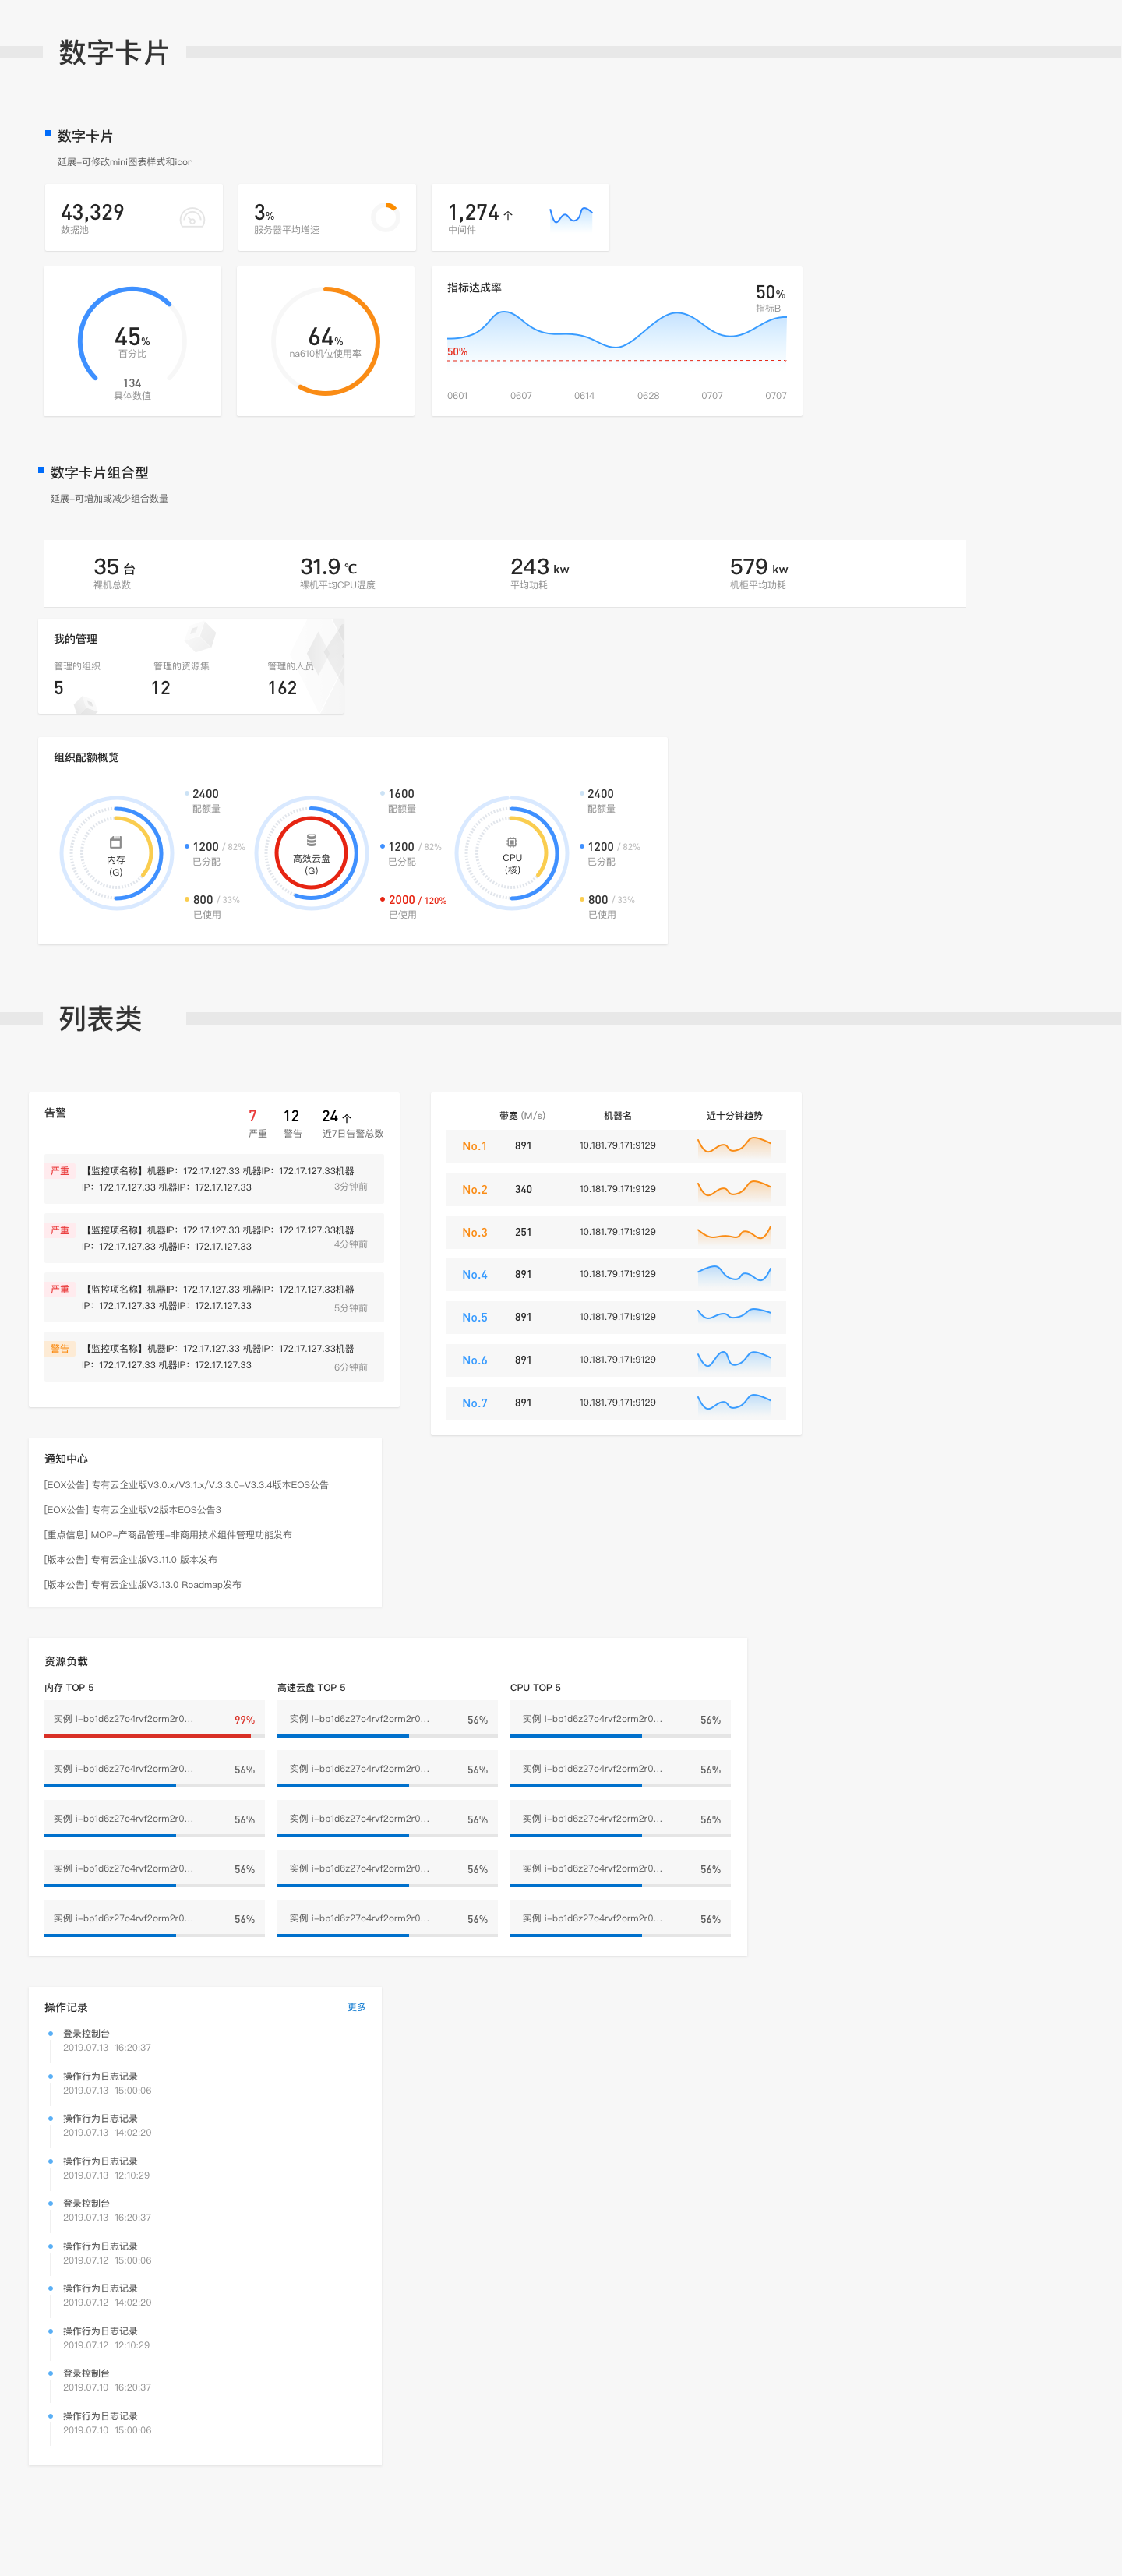 数字卡片
数字卡片
延展-可修改mini图表样式和icon
43,329
数据池
3%
服务器平均增速
1,274 个
中间件
45%
百分比
134
具体数值
64%
na610机位使用率
指标达成率
50%
指标B
50%
0601 0607 0614 0628 0707 0707
数字卡片组合型
延展-可增加或减少组合数量
35 台
裸机总数
31.9 ℃
裸机平均CPU温度
243 kw
平均功耗
579 kw
机柜平均功耗
我的管理
管理的组织 管理的资源集 管理的人员
5 12 162
组织配额概览
内存
(G)
2400
配额量
1200 / 82%
已分配
800 / 33%
已使用
高效云盘
(G)
1600
配额量
1200 / 82%
已分配
2000 / 120%
已使用
CPU
(核)
2400
配额量
1200 / 82%
已分配
800 / 33%
已使用
列表类
告警
7 12 24 个
严重 警告 近7日告警总数
严重 【监控项名称】机器IP：172.17.127.33 机器IP：172.17.127.33机器
IP：172.17.127.33 机器IP：172.17.127.33 3分钟前
严重 【监控项名称】机器IP：172.17.127.33 机器IP：172.17.127.33机器
IP：172.17.127.33 机器IP：172.17.127.33 4分钟前
严重 【监控项名称】机器IP：172.17.127.33 机器IP：172.17.127.33机器
IP：172.17.127.33 机器IP：172.17.127.33 5分钟前
警告 【监控项名称】机器IP：172.17.127.33 机器IP：172.17.127.33机器
IP：172.17.127.33 机器IP：172.17.127.33 6分钟前
带宽 (M/s) 机器名 近十分钟趋势
No.1 891 10.181.79.171:9129
No.2 340 10.181.79.171:9129
No.3 251 10.181.79.171:9129
No.4 891 10.181.79.171:9129
No.5 891 10.181.79.171:9129
No.6 891 10.181.79.171:9129
No.7 891 10.181.79.171:9129
通知中心
[EOX公告] 专有云企业版V3.0.x/V3.1.x/V.3.3.0-V3.3.4版本EOS公告
[EOX公告] 专有云企业版V2版本EOS公告3
[重点信息] MOP-产商品管理-非商用技术组件管理功能发布
[版本公告] 专有云企业版V3.11.0 版本发布
[版本公告] 专有云企业版V3.13.0 Roadmap发布
资源负载
内存 TOP 5 高速云盘 TOP 5 CPU TOP 5
实例 i-bp1d6z27o4rvf2orm2r0... 99% 实例 i-bp1d6z27o4rvf2orm2r0... 56% 实例 i-bp1d6z27o4rvf2orm2r0... 56%
实例 i-bp1d6z27o4rvf2orm2r0... 56% 实例 i-bp1d6z27o4rvf2orm2r0... 56% 实例 i-bp1d6z27o4rvf2orm2r0... 56%
实例 i-bp1d6z27o4rvf2orm2r0... 56% 实例 i-bp1d6z27o4rvf2orm2r0... 56% 实例 i-bp1d6z27o4rvf2orm2r0... 56%
实例 i-bp1d6z27o4rvf2orm2r0... 56% 实例 i-bp1d6z27o4rvf2orm2r0... 56% 实例 i-bp1d6z27o4rvf2orm2r0... 56%
实例 i-bp1d6z27o4rvf2orm2r0... 56% 实例 i-bp1d6z27o4rvf2orm2r0... 56% 实例 i-bp1d6z27o4rvf2orm2r0... 56%
操作记录 更多
登录控制台
2019.07.13 16:20:37
操作行为日志记录
2019.07.13 15:00:06
操作行为日志记录
2019.07.13 14:02:20
操作行为日志记录
2019.07.13 12:10:29
登录控制台
2019.07.13 16:20:37
操作行为日志记录
2019.07.12 15:00:06
操作行为日志记录
2019.07.12 14:02:20
操作行为日志记录
2019.07.12 12:10:29
登录控制台
2019.07.10 16:20:37
操作行为日志记录
2019.07.10 15:00:06